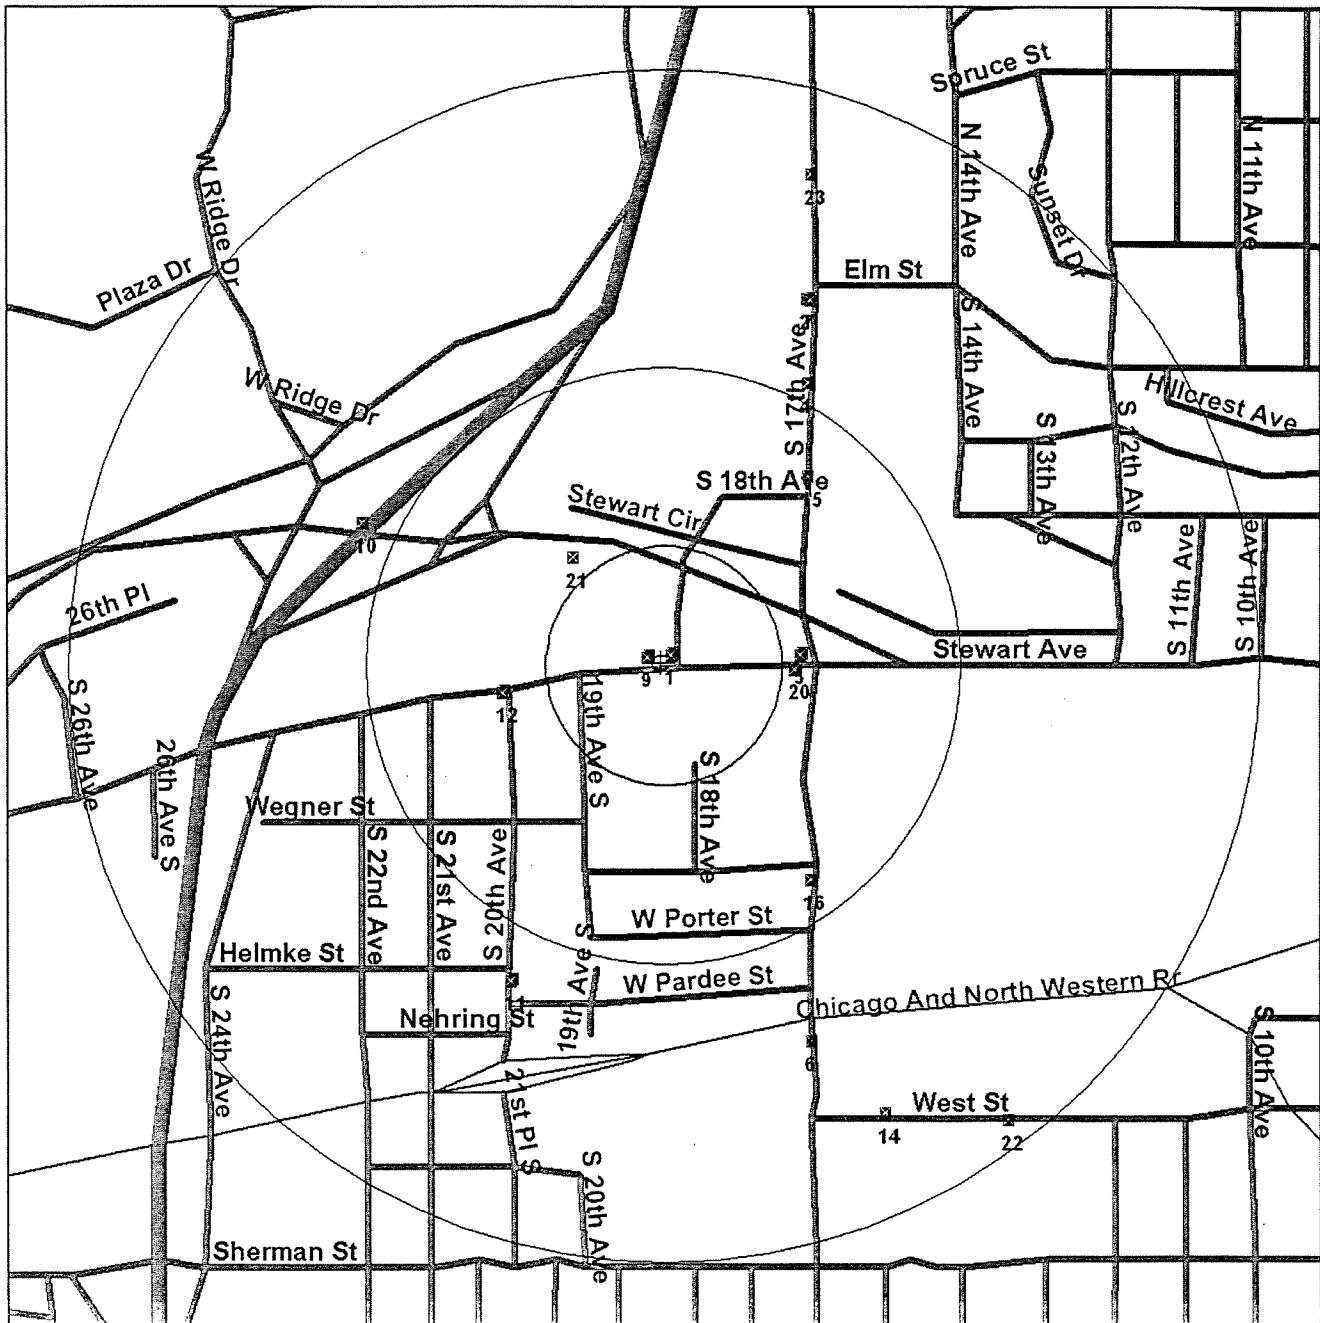 Spruce St
N 14th Ave
N 11th Ave
W Ridge Dr
Sunset Dr
23
Plaza Dr
Elm St
S 14th Ave
S 17th Ave
W Ridge Dr
Hillcrest Ave
S 13th Ave
S 12th Ave
S 18th Ave
5
Stewart Cir
10
21
S 11th Ave
S 10th Ave
26th Pl
Stewart Ave
9
1
20
12
S 26th Ave
19th Ave S
26th Ave S
S 18th Ave
Wegner St
S 22nd Ave
S 21st Ave
S 20th Ave
16
W Porter St
Helmke St
19th Ave S
W Pardee St
Chicago And North Western Rr
11
Nehring St
S 24th Ave
S 10th Ave
6
21st Pl S
West St
14
22
S 20th Ave
Sherman St